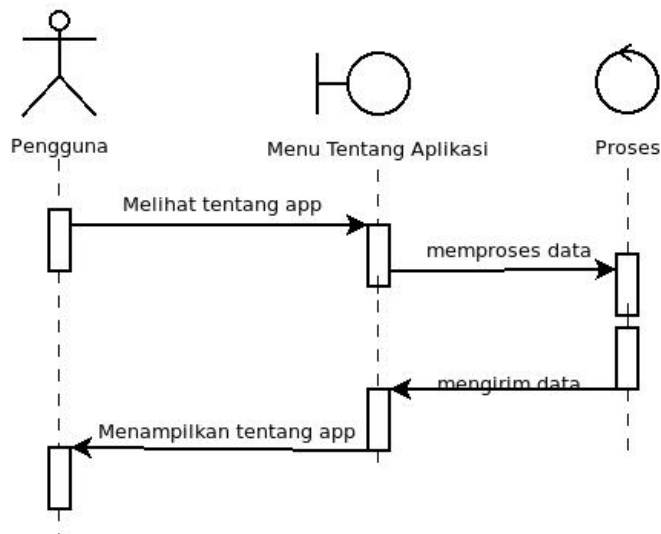 Pengguna
Menu Tentang Aplikasi
Proses
Melihat tentang app
memproses data
mengirim data
Menampilkan tentang app